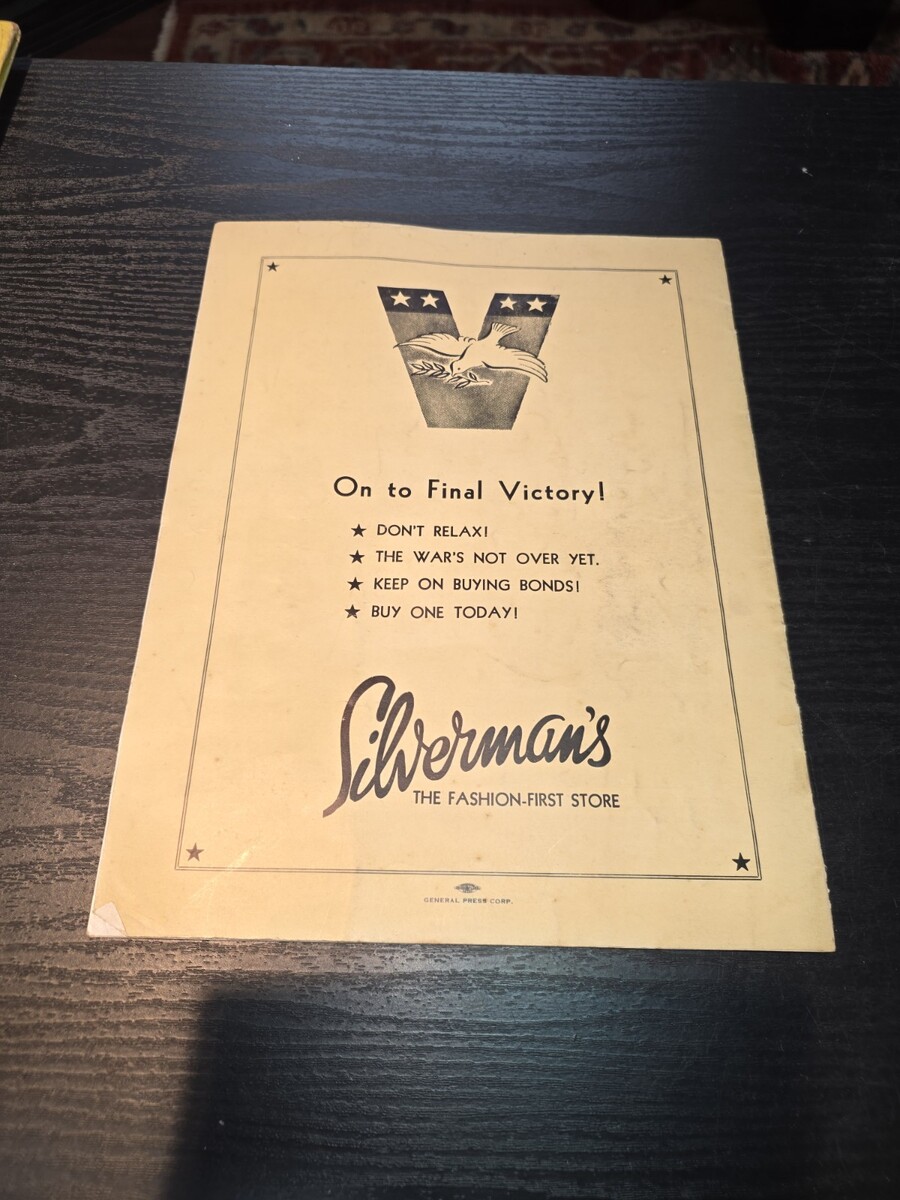 On to Final Victory!
★ DON'T RELAX!
★ THE WAR'S NOT OVER YET.
★ KEEP ON BUYING BONDS!
★ BUY ONE TODAY!
Silverman's
THE FASHION-FIRST STORE
GENERAL PRESS CORP.